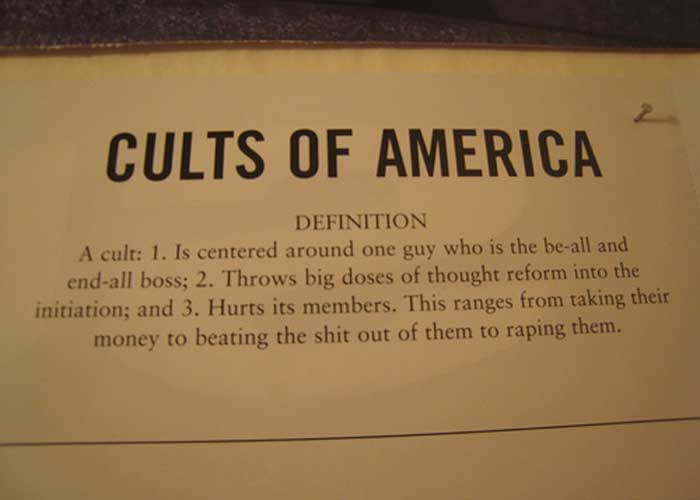 CULTS OF AMERICA
DEFINITION
A cult: 1. Is centered around one guy who is the be-all and
end-all boss; 2. Throws big doses of thought reform into the
initiation; and 3. Hurts its members. This ranges from taking their
money to beating the shit out of them to raping them.